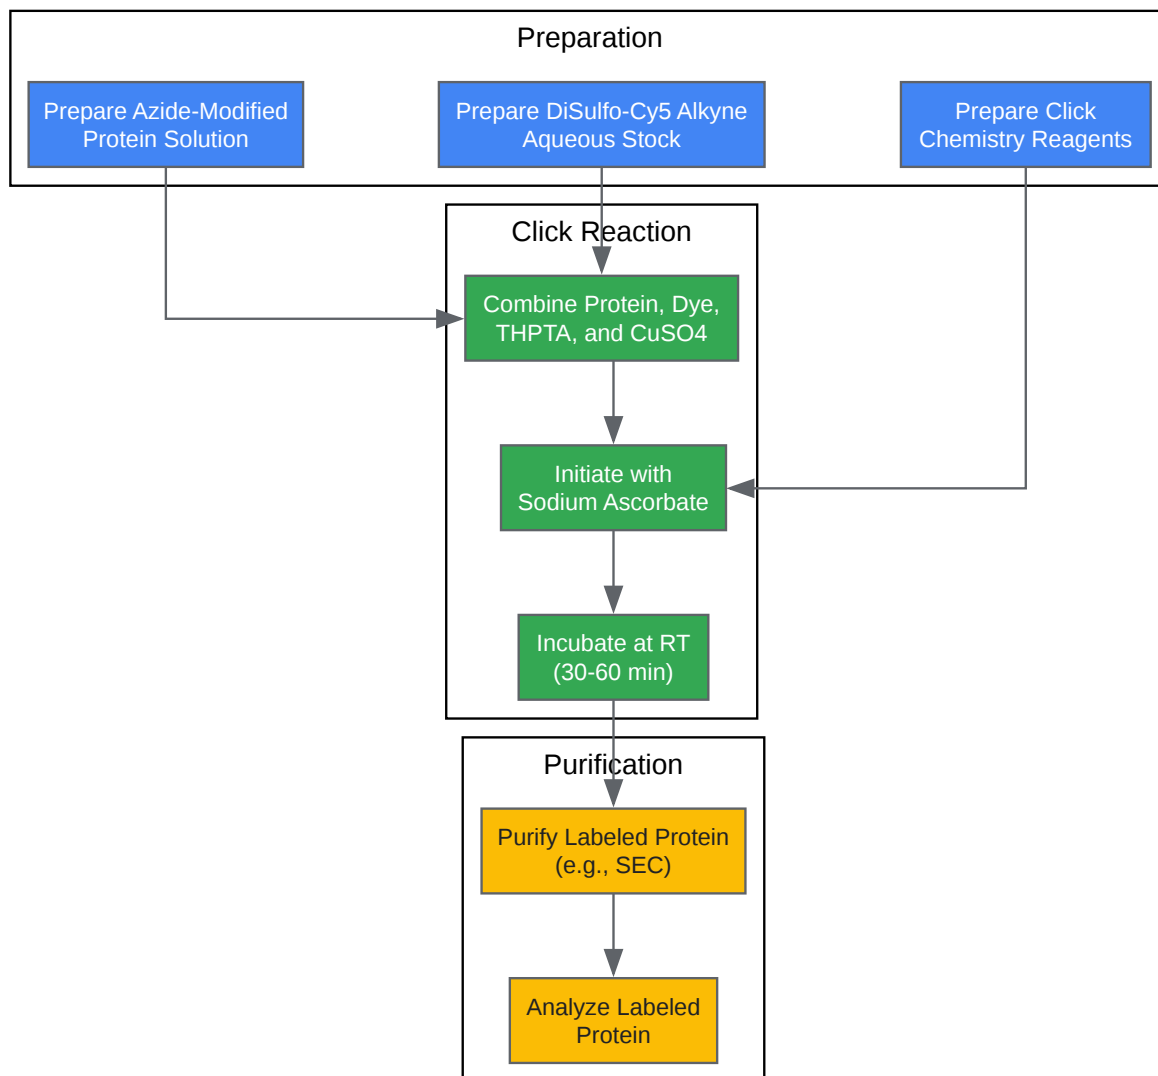 Preparation
Prepare Azide-Modified
Protein Solution
Prepare DiSulfo-Cy5 Alkyne
Aqueous Stock
Prepare Click
Chemistry Reagents
Click Reaction
Combine Protein, Dye,
THPTA, and CuSO4
Initiate with
Sodium Ascorbate
Incubate at RT
(30-60 min)
Purification
Purify Labeled Protein
(e.g., SEC)
Analyze Labeled
Protein